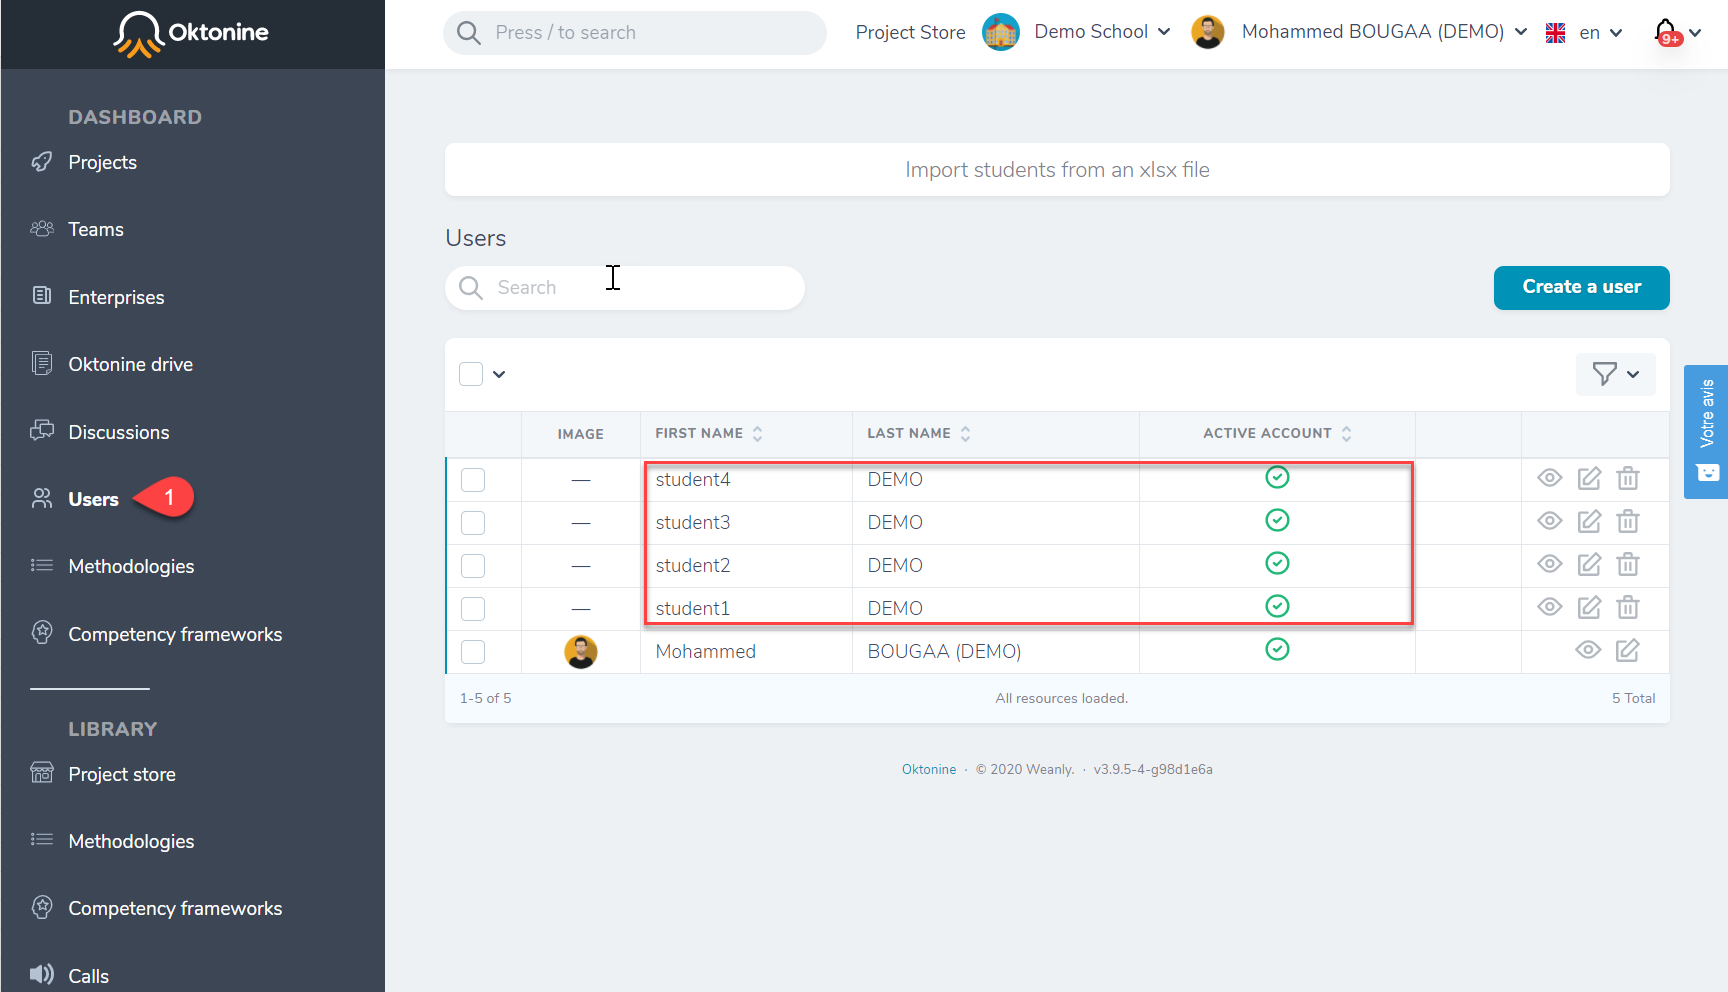 Oktonine
Press / to search
Project Store
Demo School
Mohammed BOUGAA (DEMO)
en
9+
DASHBOARD
Projects
Teams
Enterprises
Oktonine drive
Discussions
Users
1
Methodologies
Competency frameworks
LIBRARY
Project store
Methodologies
Competency frameworks
Calls
Import students from an xlsx file
Users
Search
Create a user
IMAGE FIRST NAME LAST NAME ACTIVE ACCOUNT
— student4 DEMO
— student3 DEMO
— student2 DEMO
— student1 DEMO
Mohammed BOUGAA (DEMO)
1-5 of 5 All resources loaded. 5 Total
Oktonine · © 2020 Weanly. · v3.9.5-4-g98d1e6a
Votre avis